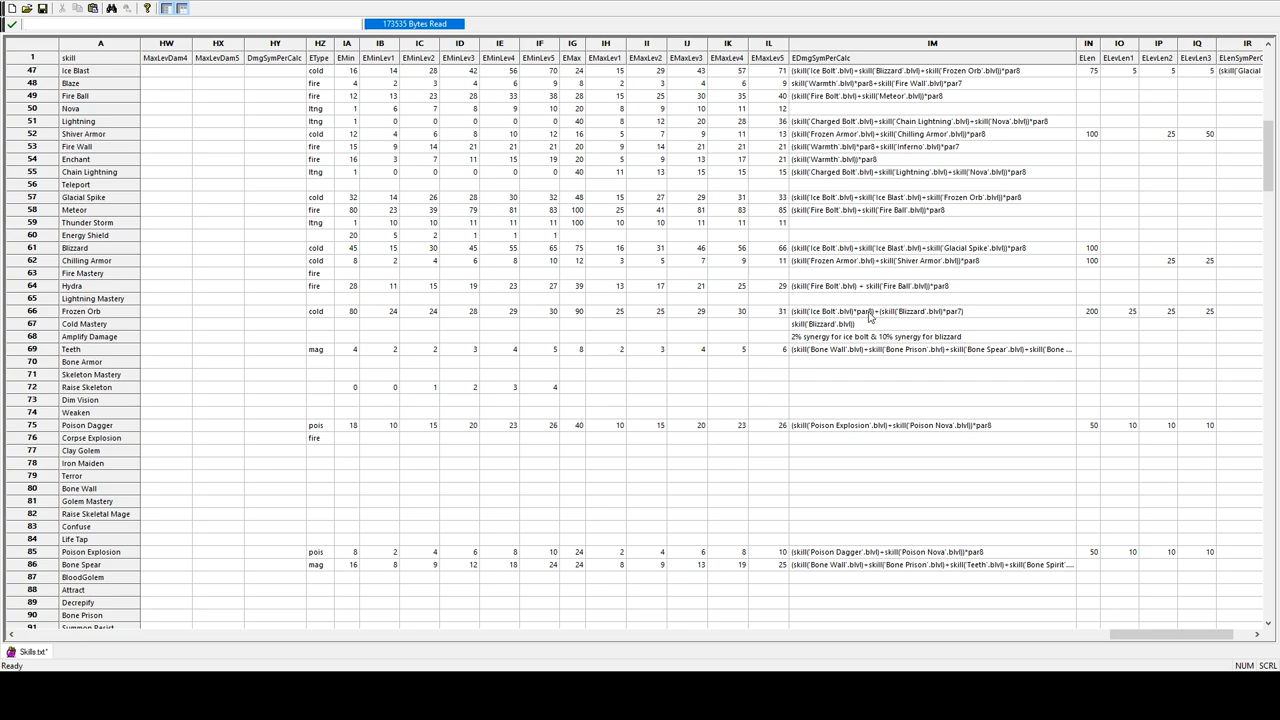 173535 Bytes Read
A HW HX HY HZ IA IB IC ID IE IF IG IH II IJ IK IL IM IN IO IP IQ IR
1 skill MaxLevDam4 MaxLevDam5 DmgSymPerCalc EType EMin EMinLev1 EMinLev2 EMinLev3 EMinLev4 EMinLev5 EMax EMaxLev1 EMaxLev2 EMaxLev3 EMaxLev4 EMaxLev5 EDmgSymPerCalc ELen ELevLen1 ELevLen2 ELevLen3 ELenSymPerC
47 Ice Blast cold 16 14 28 42 56 70 24 15 29 43 57 71 (skill('Ice Bolt'.blvl)+skill('Blizzard'.blvl)+skill('Frozen Orb'.blvl))*par8 75 5 5 5 (skill('Glacial
48 Blaze fire 4 2 3 4 6 9 8 2 3 4 6 9 skill('Warmth').blvl)*par8+skill('Fire Wall'.blvl)*par7
49 Fire Ball fire 12 13 23 28 33 38 28 15 25 30 35 40 (skill('Fire Bolt'.blvl)+skill('Meteor'.blvl))*par8
50 Nova ltng 1 6 7 8 9 10 20 8 9 10 11 12
51 Lightning ltng 1 0 0 0 0 0 40 8 12 20 28 36 (skill('Charged Bolt'.blvl)+skill('Chain Lightning'.blvl)+skill('Nova'.blvl))*par8
52 Shiver Armor cold 12 4 6 8 10 12 16 5 7 9 11 13 (skill('Frozen Armor'.blvl)+skill('Chilling Armor'.blvl))*par8 100 25 50
53 Fire Wall fire 15 9 14 21 21 21 20 9 14 21 21 21 (skill('Warmth'.blvl)*par8+skill('Inferno'.blvl)*par7
54 Enchant fire 16 3 7 11 15 19 20 5 9 13 17 21 (skill('Warmth'.blvl))*par8
55 Chain Lightning ltng 1 0 0 0 0 0 40 11 13 15 15 15 (skill('Charged Bolt'.blvl)+skill('Lightning'.blvl)+skill('Nova'.blvl))*par8
56 Teleport
57 Glacial Spike cold 32 14 26 28 30 32 48 15 27 29 31 33 (skill('Ice Bolt'.blvl)+skill('Ice Blast'.blvl)+skill('Frozen Orb'.blvl))*par8
58 Meteor fire 80 23 39 79 81 83 100 25 41 81 83 85 (skill('Fire Bolt'.blvl)+skill('Fire Ball'.blvl))*par8
59 Thunder Storm ltng 1 10 10 11 11 11 100 10 10 11 11 11
60 Energy Shield 20 5 2 1 1 1
61 Blizzard cold 45 15 30 45 55 65 75 16 31 46 56 66 (skill('Ice Bolt'.blvl)+skill('Ice Blast'.blvl)+skill('Glacial Spike'.blvl))*par8 100
62 Chilling Armor cold 8 2 4 6 8 10 12 3 5 7 9 11 (skill('Frozen Armor'.blvl)+skill('Shiver Armor'.blvl))*par8 100 25 25
63 Fire Mastery fire
64 Hydra fire 28 11 15 19 23 27 39 13 17 21 25 29 (skill('Fire Bolt'.blvl) + skill('Fire Ball'.blvl))*par8
65 Lightning Mastery
66 Frozen Orb cold 80 24 24 28 29 30 90 25 25 29 30 31 (skill('Ice Bolt'.blvl)*par8)+(skill('Blizzard'.blvl)*par7) 200 25 25 25
67 Cold Mastery skill('Blizzard'.blvl))
68 Amplify Damage 2% synergy for ice bolt & 10% synergy for blizzard
69 Teeth mag 4 2 2 3 4 5 8 2 3 4 5 6 (skill('Bone Wall'.blvl)+skill('Bone Prison'.blvl)+skill('Bone Spear'.blvl)+skill('Bone ...
70 Bone Armor
71 Skeleton Mastery
72 Raise Skeleton 0 0 1 2 3 4
73 Dim Vision
74 Weaken
75 Poison Dagger pois 18 10 15 20 23 26 40 10 15 20 23 26 (skill('Poison Explosion'.blvl)+skill('Poison Nova'.blvl))*par8 50 10 10 10
76 Corpse Explosion fire
77 Clay Golem
78 Iron Maiden
79 Terror
80 Bone Wall
81 Golem Mastery
82 Raise Skeletal Mage
83 Confuse
84 Life Tap
85 Poison Explosion pois 8 2 4 6 8 10 24 2 4 6 8 10 (skill('Poison Dagger'.blvl)+skill('Poison Nova'.blvl))*par8 50 10 10 10
86 Bone Spear mag 16 8 9 12 18 24 24 8 9 13 19 25 (skill('Bone Wall'.blvl)+skill('Bone Prison'.blvl)+skill('Teeth'.blvl)+skill('Bone Spirit'....
87 BloodGolem
88 Attract
89 Decrepify
90 Bone Prison
91 Summon Resist
Skills.txt*
Ready NUM SCRL